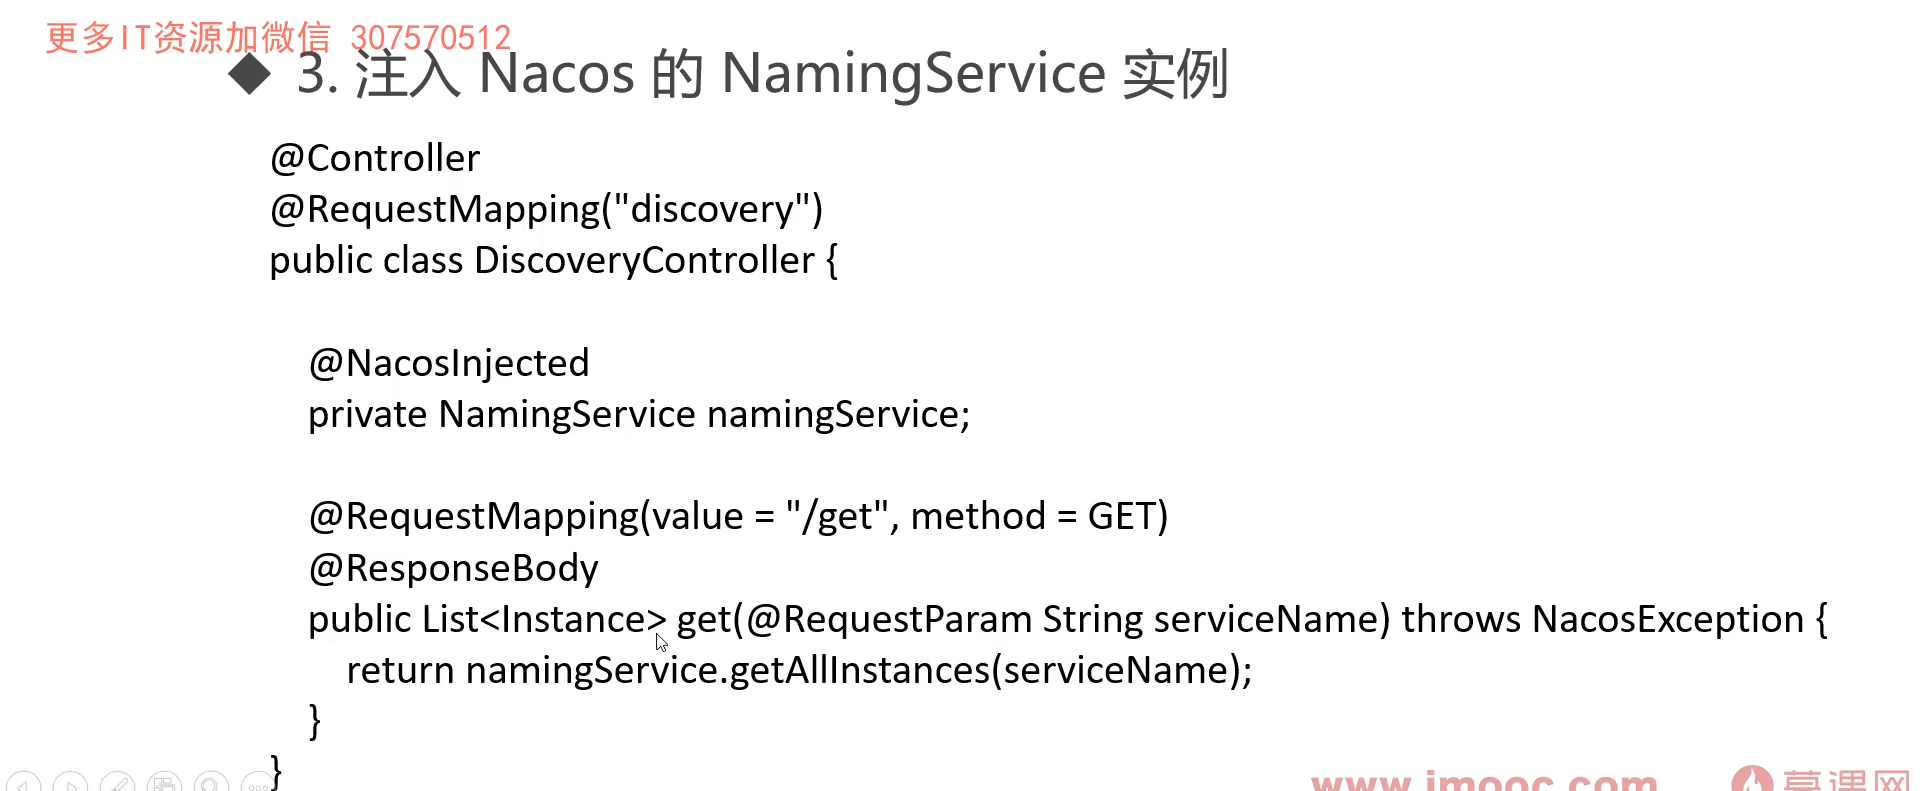 更多IT资源加微信 307570512
◆ 3. 注入 Nacos 的 NamingService 实例
@Controller
@RequestMapping("discovery")
public class DiscoveryController {
@NacosInjected
private NamingService namingService;
@RequestMapping(value = "/get", method = GET)
@ResponseBody
public List<Instance> get(@RequestParam String serviceName) throws NacosException {
return namingService.getAllInstances(serviceName);
}
}
www.imooc.com 慕课网